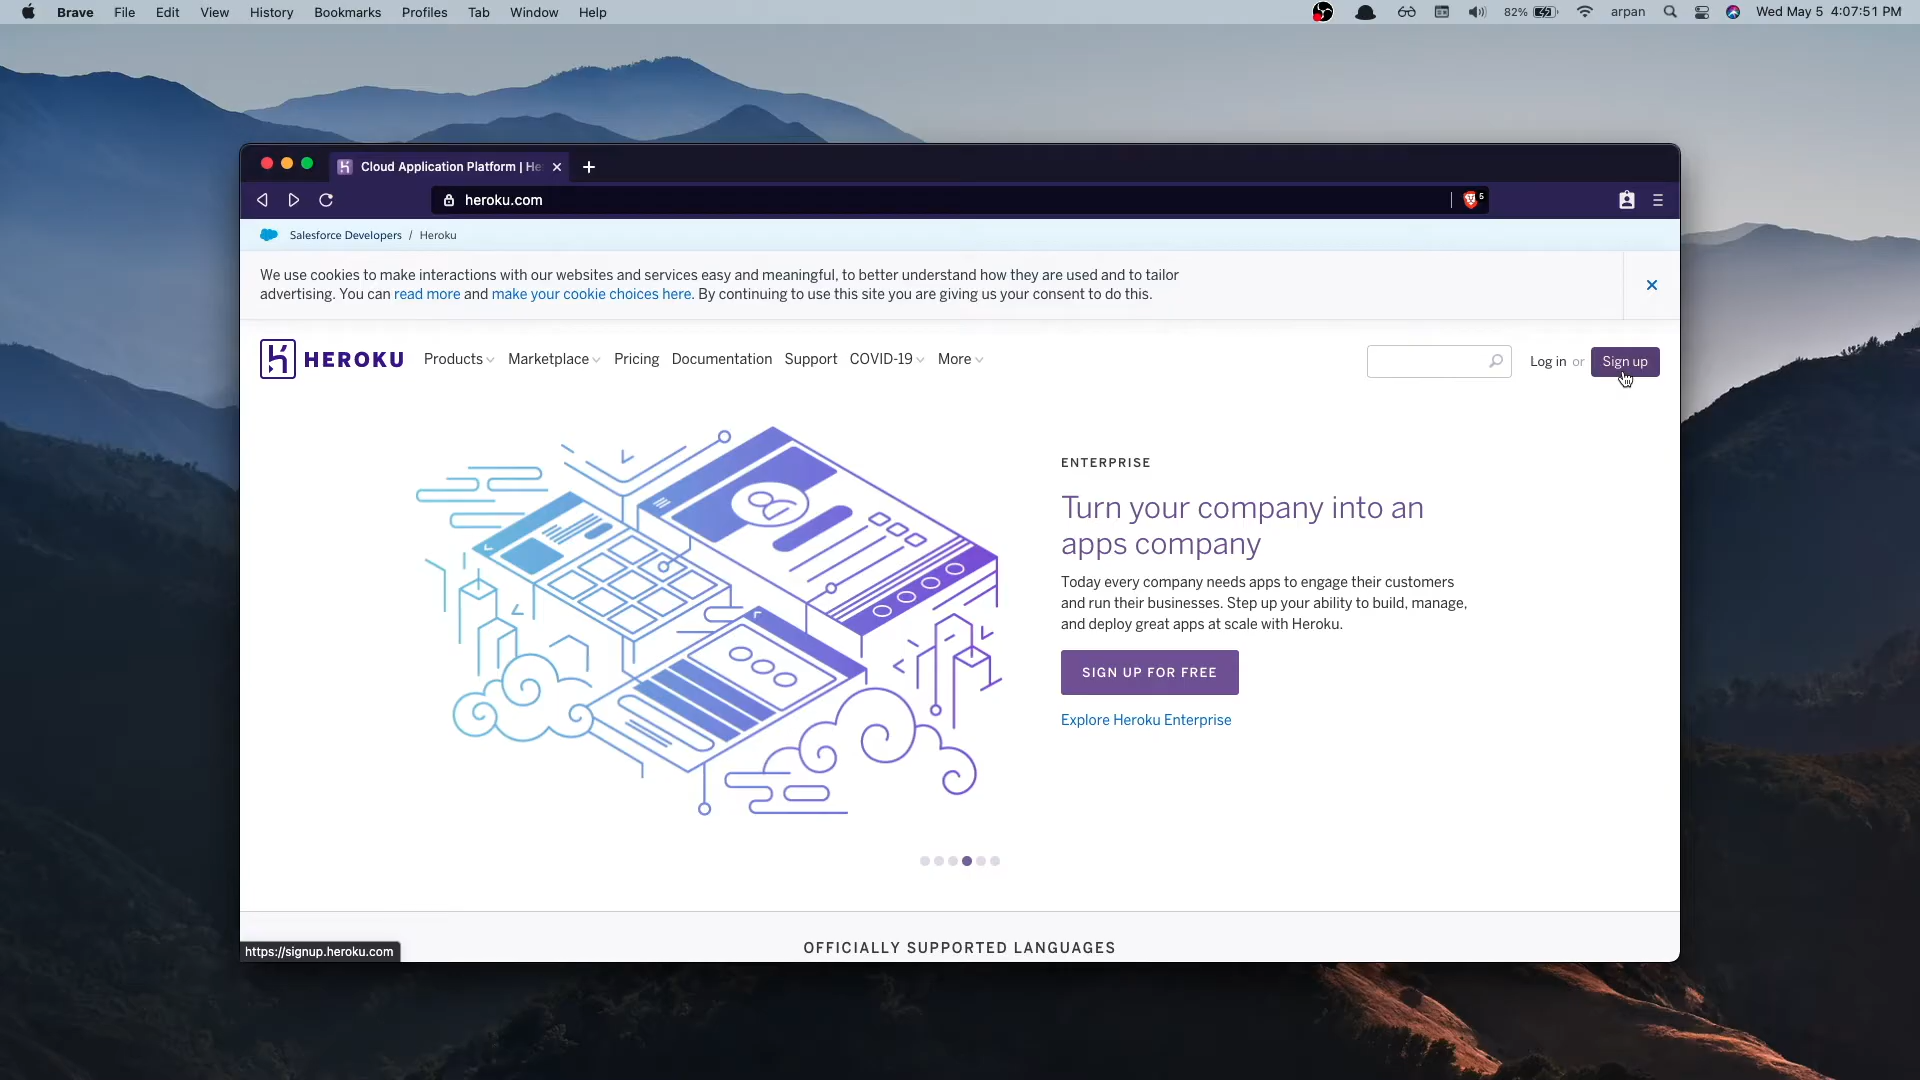 Brave File Edit View History Bookmarks Profiles Tab Window Help 82% arpan Wed May 5 4:07:51 PM
Cloud Application Platform | He
heroku.com 5
Salesforce Developers / Heroku
We use cookies to make interactions with our websites and services easy and meaningful, to better understand how they are used and to tailor
advertising. You can read more and make your cookie choices here. By continuing to use this site you are giving us your consent to do this.
HEROKU Products Marketplace Pricing Documentation Support COVID-19 More Log in or Sign up
ENTERPRISE
Turn your company into an
apps company
Today every company needs apps to engage their customers
and run their businesses. Step up your ability to build, manage,
and deploy great apps at scale with Heroku.
SIGN UP FOR FREE
Explore Heroku Enterprise
OFFICIALLY SUPPORTED LANGUAGES
https://signup.heroku.com